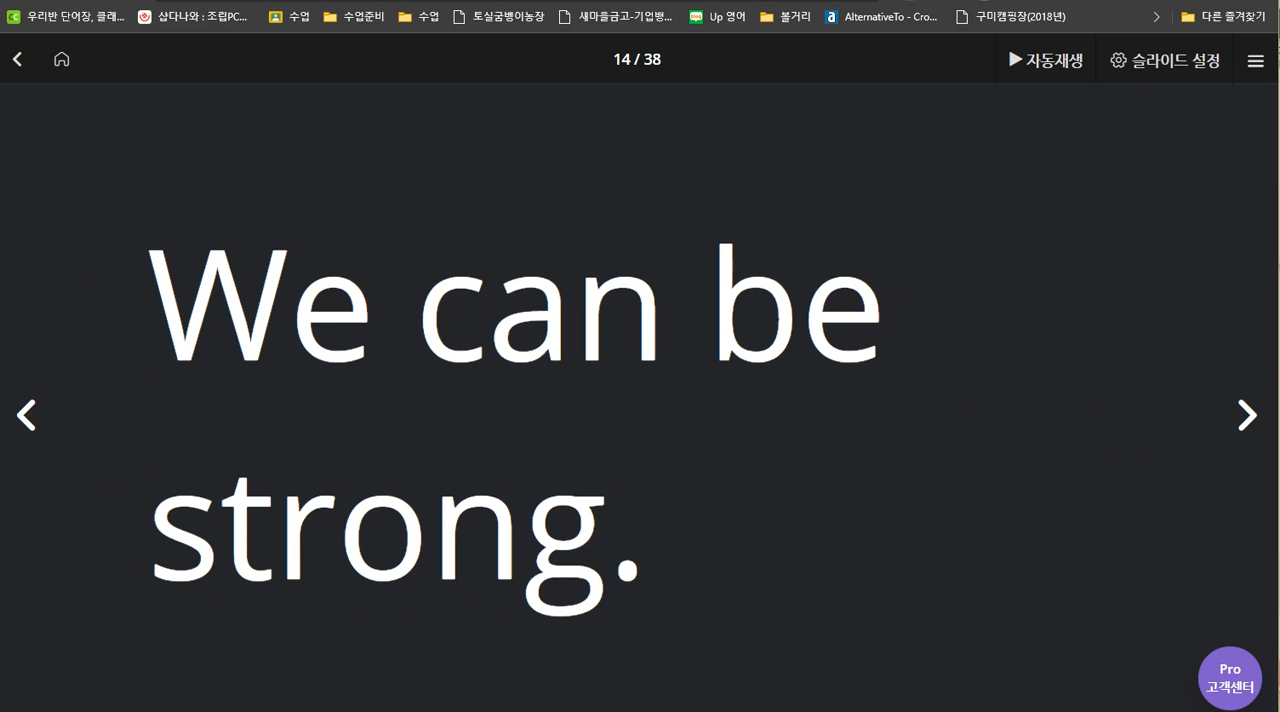 우리반 단어장, 클래... 샵다나와 : 조립PC... 수업 수업준비 수업 토실굼벵이농장 새마을금고-기업뱅... Up 영어 볼거리 AlternativeTo - Cro... 구미캠핑장(2018년) 다른 즐겨찾기
14 / 38 자동재생 슬라이드 설정
We can be
strong.
Pro
고객센터